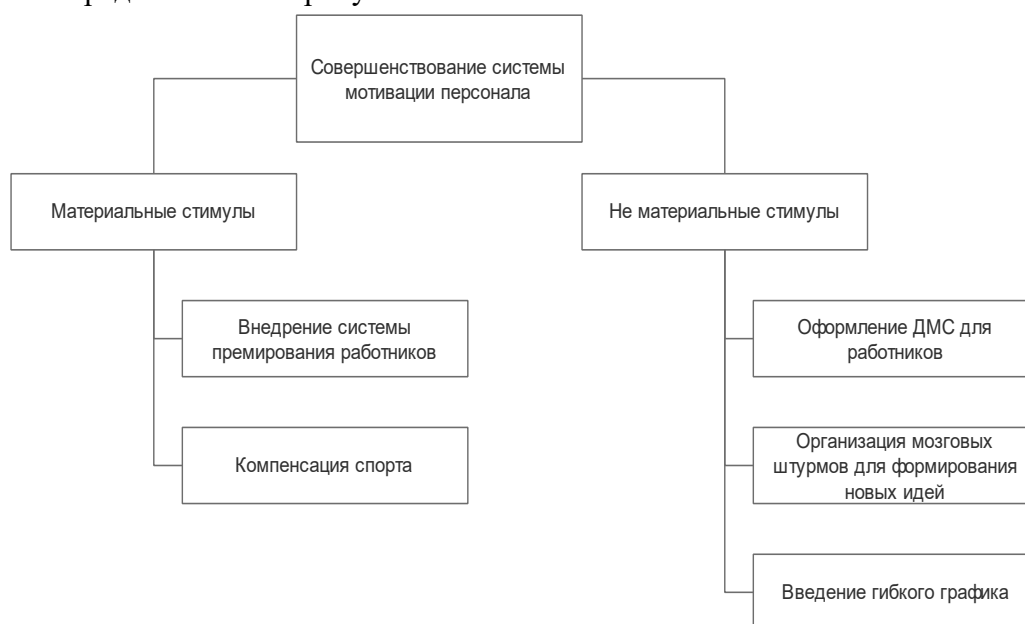 Совершенствование системы
мотивации персонала
Материальные стимулы
Не материальные стимулы
Внедрение системы
премирования работников
Оформление ДМС для
работников
Компенсация спорта
Организация мозговых
штурмов для формирования
новых идей
Введение гибкого графика